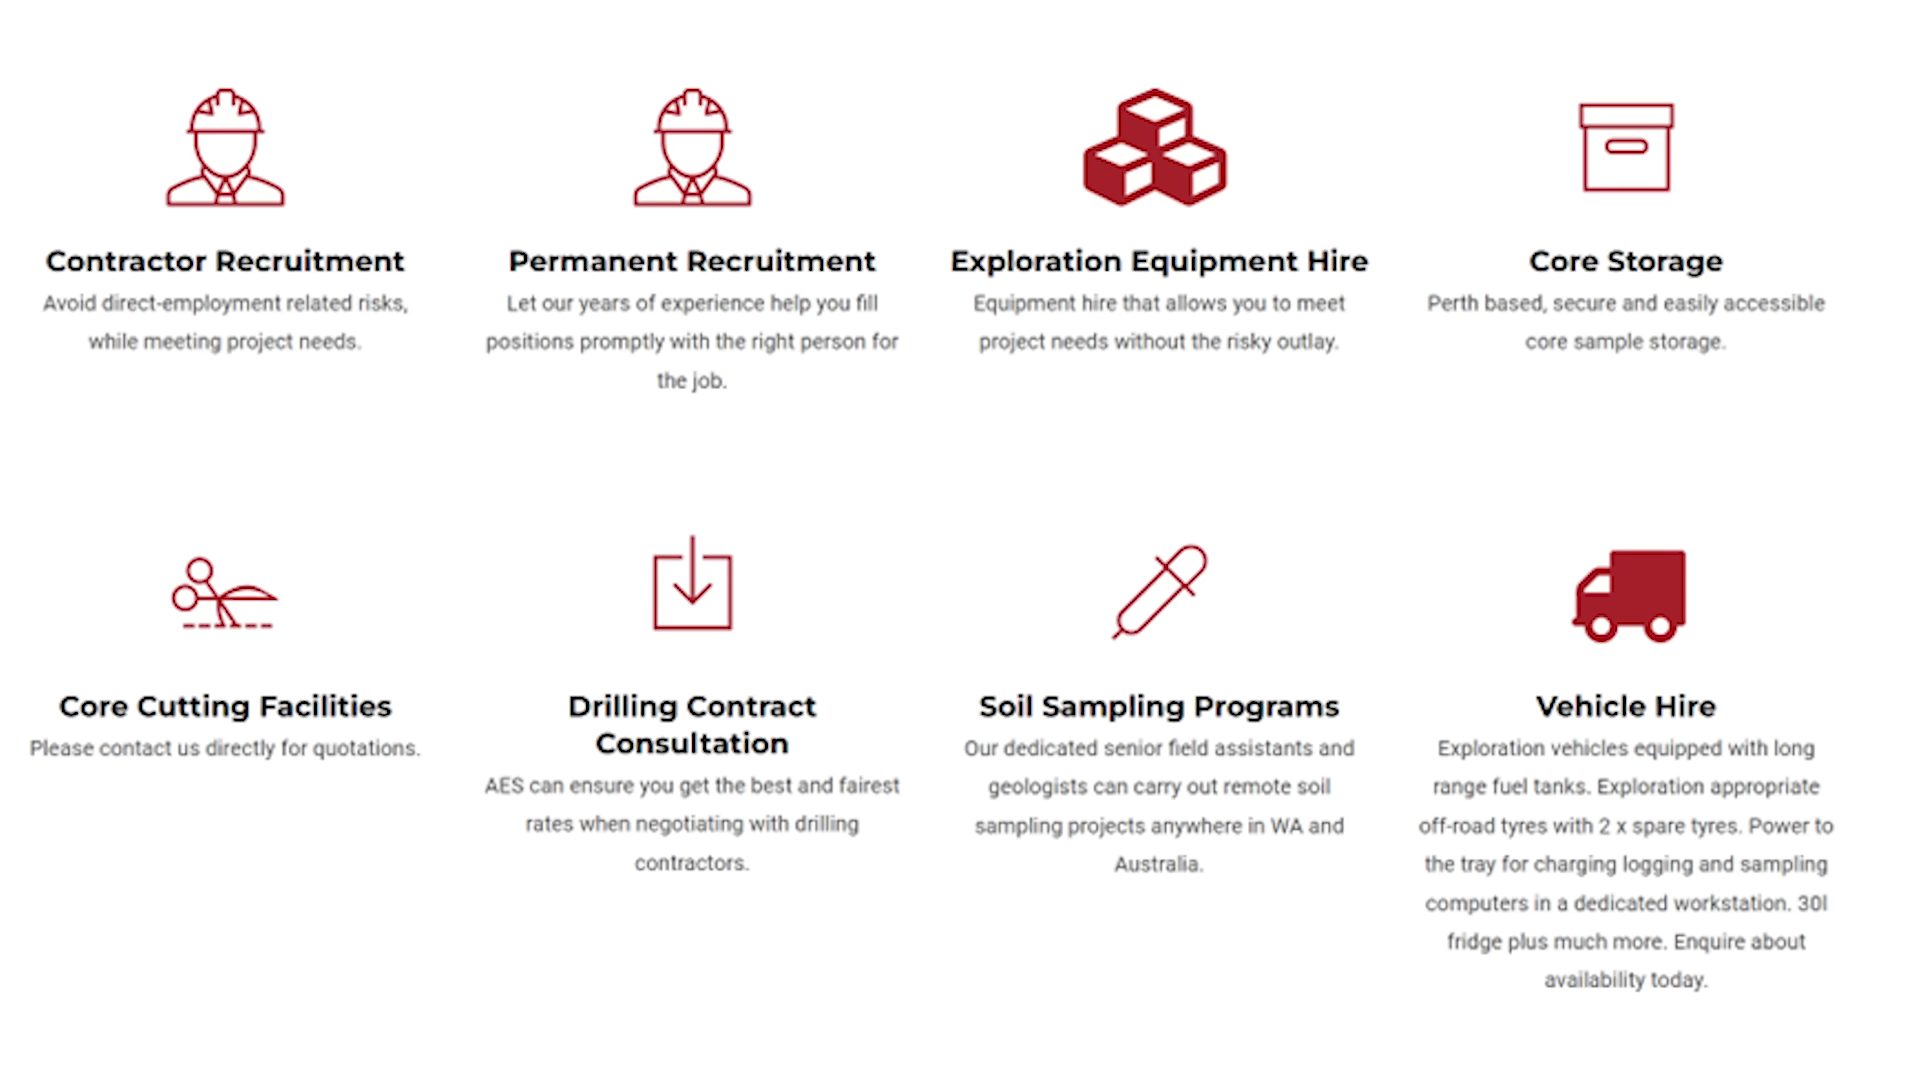 Contractor Recruitment
Avoid direct-employment related risks,
while meeting project needs.
Permanent Recruitment
Let our years of experience help you fill
positions promptly with the right person for
the job.
Exploration Equipment Hire
Equipment hire that allows you to meet
project needs without the risky outlay.
Core Storage
Perth based, secure and easily accessible
core sample storage.
Core Cutting Facilities
Please contact us directly for quotations.
Drilling Contract
Consultation
AES can ensure you get the best and fairest
rates when negotiating with drilling
contractors.
Soil Sampling Programs
Our dedicated senior field assistants and
geologists can carry out remote soil
sampling projects anywhere in WA and
Australia.
Vehicle Hire
Exploration vehicles equipped with long
range fuel tanks. Exploration appropriate
off-road tyres with 2 x spare tyres. Power to
the tray for charging logging and sampling
computers in a dedicated workstation. 30l
fridge plus much more. Enquire about
availability today.